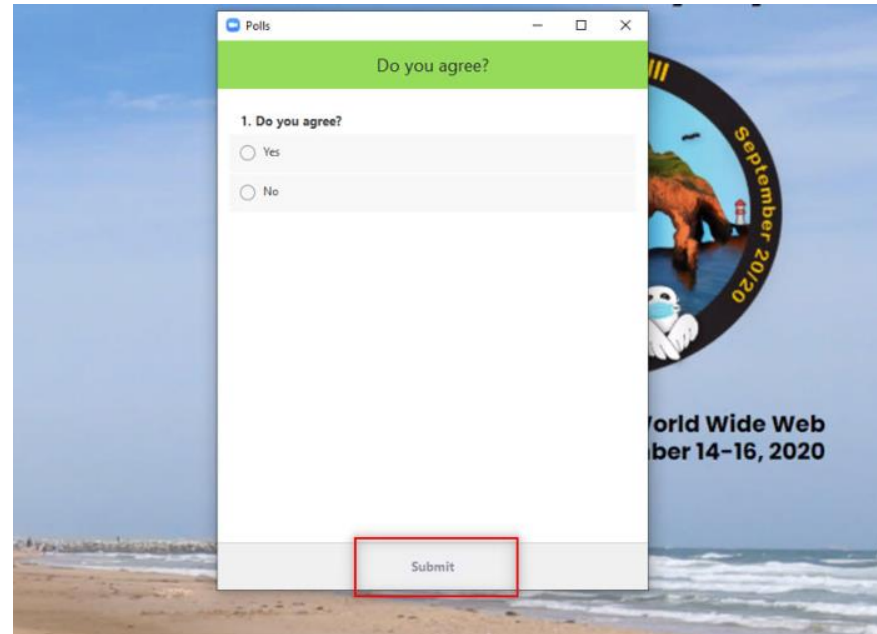 Polls
Do you agree?
1. Do you agree?
Yes
No
Submit
September 20/20
World Wide Web
ber 14-16, 2020